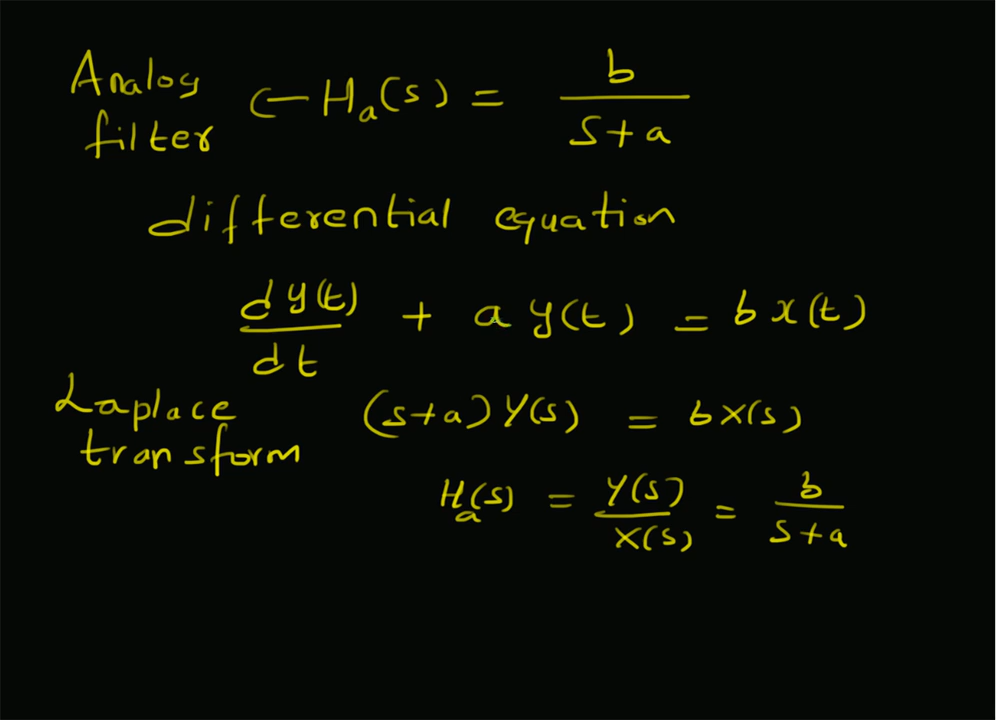 Analog filter ← Ha(s) = b / (s+a)
differential equation
dy(t)/dt + a y(t) = b x(t)
Laplace transform (s+a) Y(s) = b X(s)
Ha(s) = Y(s)/X(s) = b/(s+a)